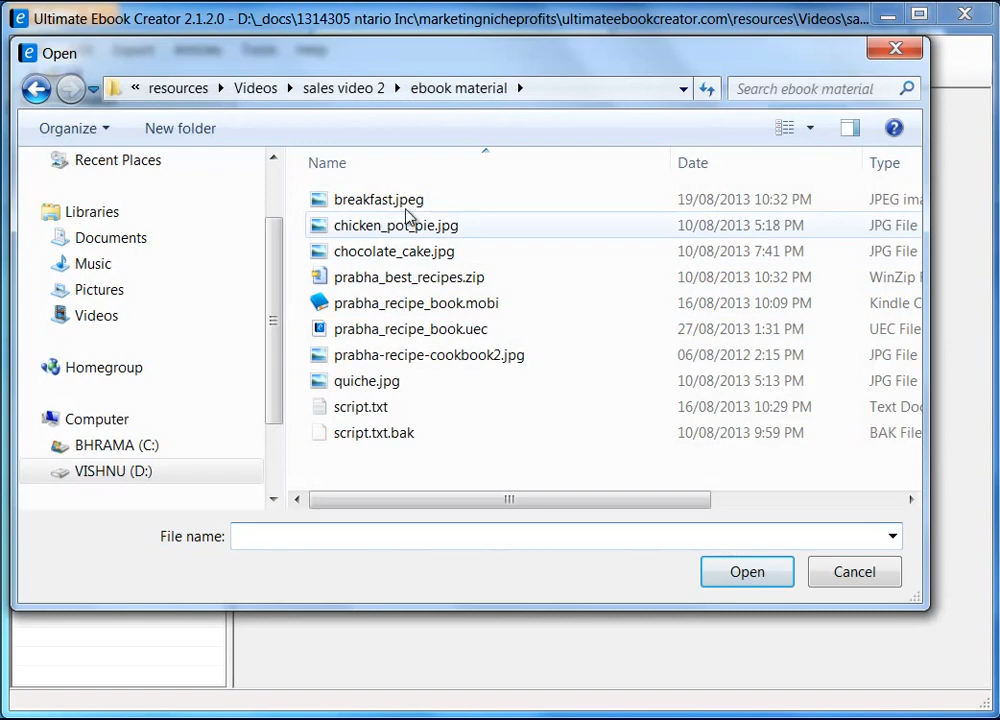 Ultimate Ebook Creator 2.1.2.0 - D:\_docs\1314305 ntario Inc\marketingnicheprofits\ultimateebookcreator.com\resources\Videos\sa...
Open
« resources Videos sales video 2 ebook material
Search ebook material
Organize New folder
Name Date Type
Recent Places
Libraries
Documents
Music
Pictures
Videos
Homegroup
Computer
BHRAMA (C:)
VISHNU (D:)
breakfast.jpeg 19/08/2013 10:32 PM JPEG ima
chicken_potpie.jpg 10/08/2013 5:18 PM JPG File
chocolate_cake.jpg 10/08/2013 7:41 PM JPG File
prabha_best_recipes.zip 10/08/2013 10:32 PM WinZip F
prabha_recipe_book.mobi 16/08/2013 10:09 PM Kindle C
prabha_recipe_book.uec 27/08/2013 1:31 PM UEC File
prabha-recipe-cookbook2.jpg 06/08/2012 2:15 PM JPG File
quiche.jpg 10/08/2013 5:13 PM JPG File
script.txt 16/08/2013 10:29 PM Text Doc
script.txt.bak 10/08/2013 9:59 PM BAK File
File name:
Open Cancel